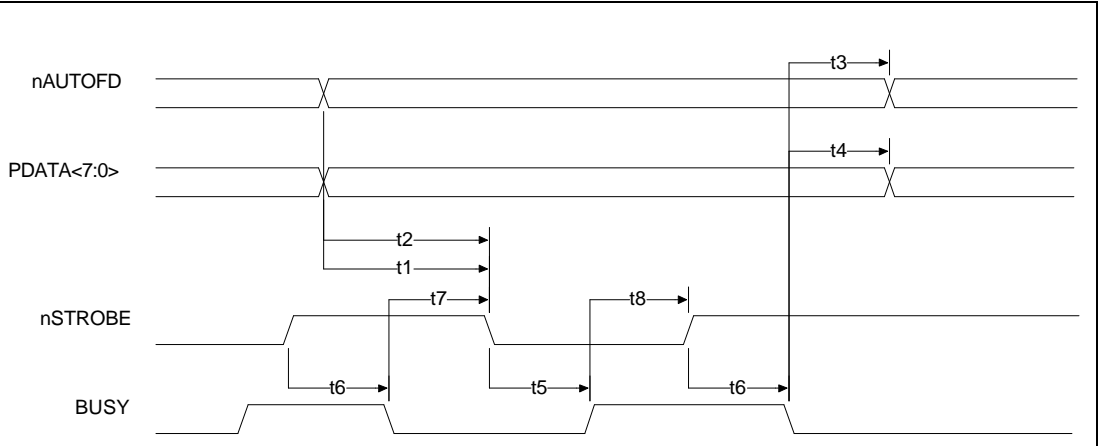 nAUTOFD
t3
PDATA<7:0>
t4
t2
t1
t7
t8
nSTROBE
t6
t5
t6
BUSY